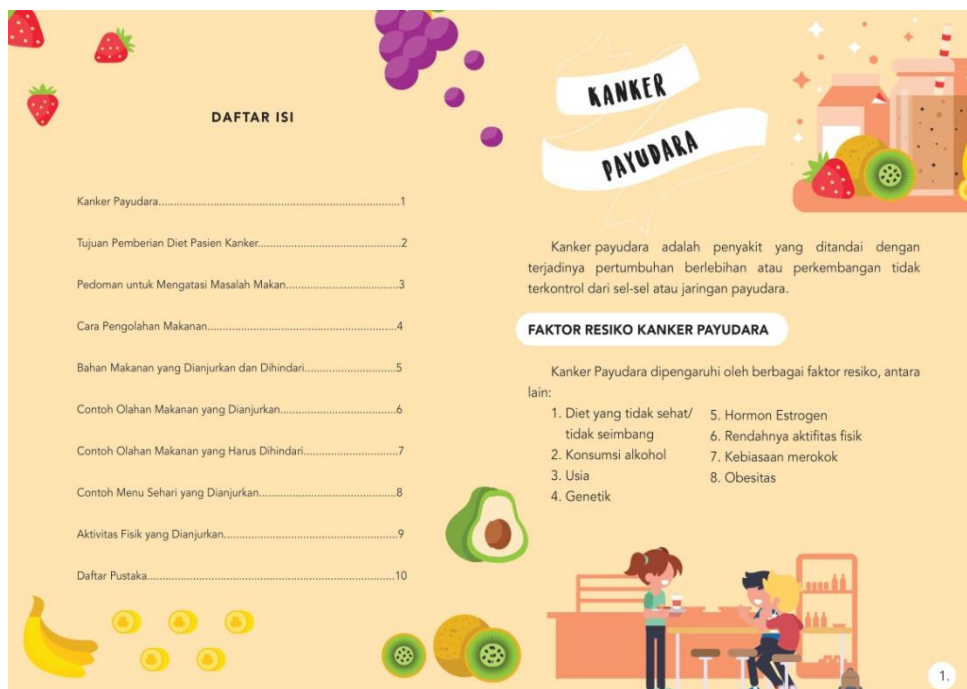 DAFTAR ISI
Kanker Payudara..........................................................................1
Tujuan Pemberian Diet Pasien Kanker............................................2
Pedoman untuk Mengatasi Masalah Makan...................................3
Cara Pengolahan Makanan..........................................................4
Bahan Makanan yang Dianjurkan dan Dihindari............................5
Contoh Olahan Makanan yang Dianjurkan...................................6
Contoh Olahan Makanan yang Harus Dihindari............................7
Contoh Menu Sehari yang Dianjurkan..........................................8
Aktivitas Fisik yang Dianjurkan.....................................................9
Daftar Pustaka............................................................................10
KANKER
PAYUDARA
Kanker payudara adalah penyakit yang ditandai dengan
terjadinya pertumbuhan berlebihan atau perkembangan tidak
terkontrol dari sel-sel atau jaringan payudara.
FAKTOR RESIKO KANKER PAYUDARA
Kanker Payudara dipengaruhi oleh berbagai faktor resiko, antara
lain:
1. Diet yang tidak sehat/
tidak seimbang
2. Konsumsi alkohol
3. Usia
4. Genetik
5. Hormon Estrogen
6. Rendahnya aktifitas fisik
7. Kebiasaan merokok
8. Obesitas
1.